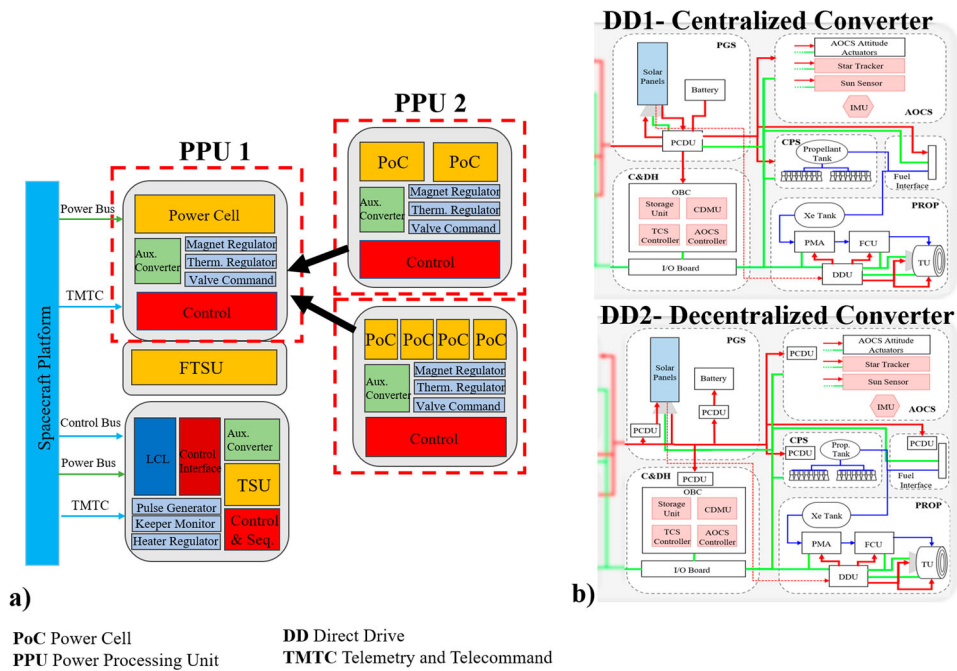 PPU 1
Power Cell
Aux.
Converter
Magnet Regulator
Therm. Regulator
Valve Command
Control
FTSU
LCL
Control
Interface
Aux.
Converter
TSU
Pulse Generator
Keeper Monitor
Heater Regulator
Control
& Seq.
Spacecraft Platform
Power Bus
TMTC
Control Bus
Power Bus
TMTC
PPU 2
PoC
PoC
Aux.
Converter
Magnet Regulator
Therm. Regulator
Valve Command
Control
PoC
PoC
PoC
PoC
Aux.
Converter
Magnet Regulator
Therm. Regulator
Valve Command
Control
a)
DD1- Centralized Converter
PGS
Solar
Panels
Battery
PCDU
AOCS Attitude
Actuators
Star Tracker
Sun Sensor
IMU
AOCS
CPS
Propellant
Tank
Fuel
Interface
C&DH
OBC
Storage
Unit
CDMU
TCS
Controller
AOCS
Controller
I/O Board
PROP
Xe Tank
PMA
FCU
TU
DDU
DD2- Decentralized Converter
PGS
Solar
Panels
Battery
PCDU
PCDU
PCDU
AOCS Attitude
Actuators
Star Tracker
Sun Sensor
IMU
AOCS
CPS
PCDU
Prop.
Tank
PCDU
Fuel
Interface
C&DH
PCDU
OBC
Storage
Unit
CDMU
TCS
Controller
AOCS
Controller
I/O Board
PROP
Xe Tank
PMA
FCU
TU
DDU
b)
PoC Power Cell
PPU Power Processing Unit
DD Direct Drive
TMTC Telemetry and Telecommand